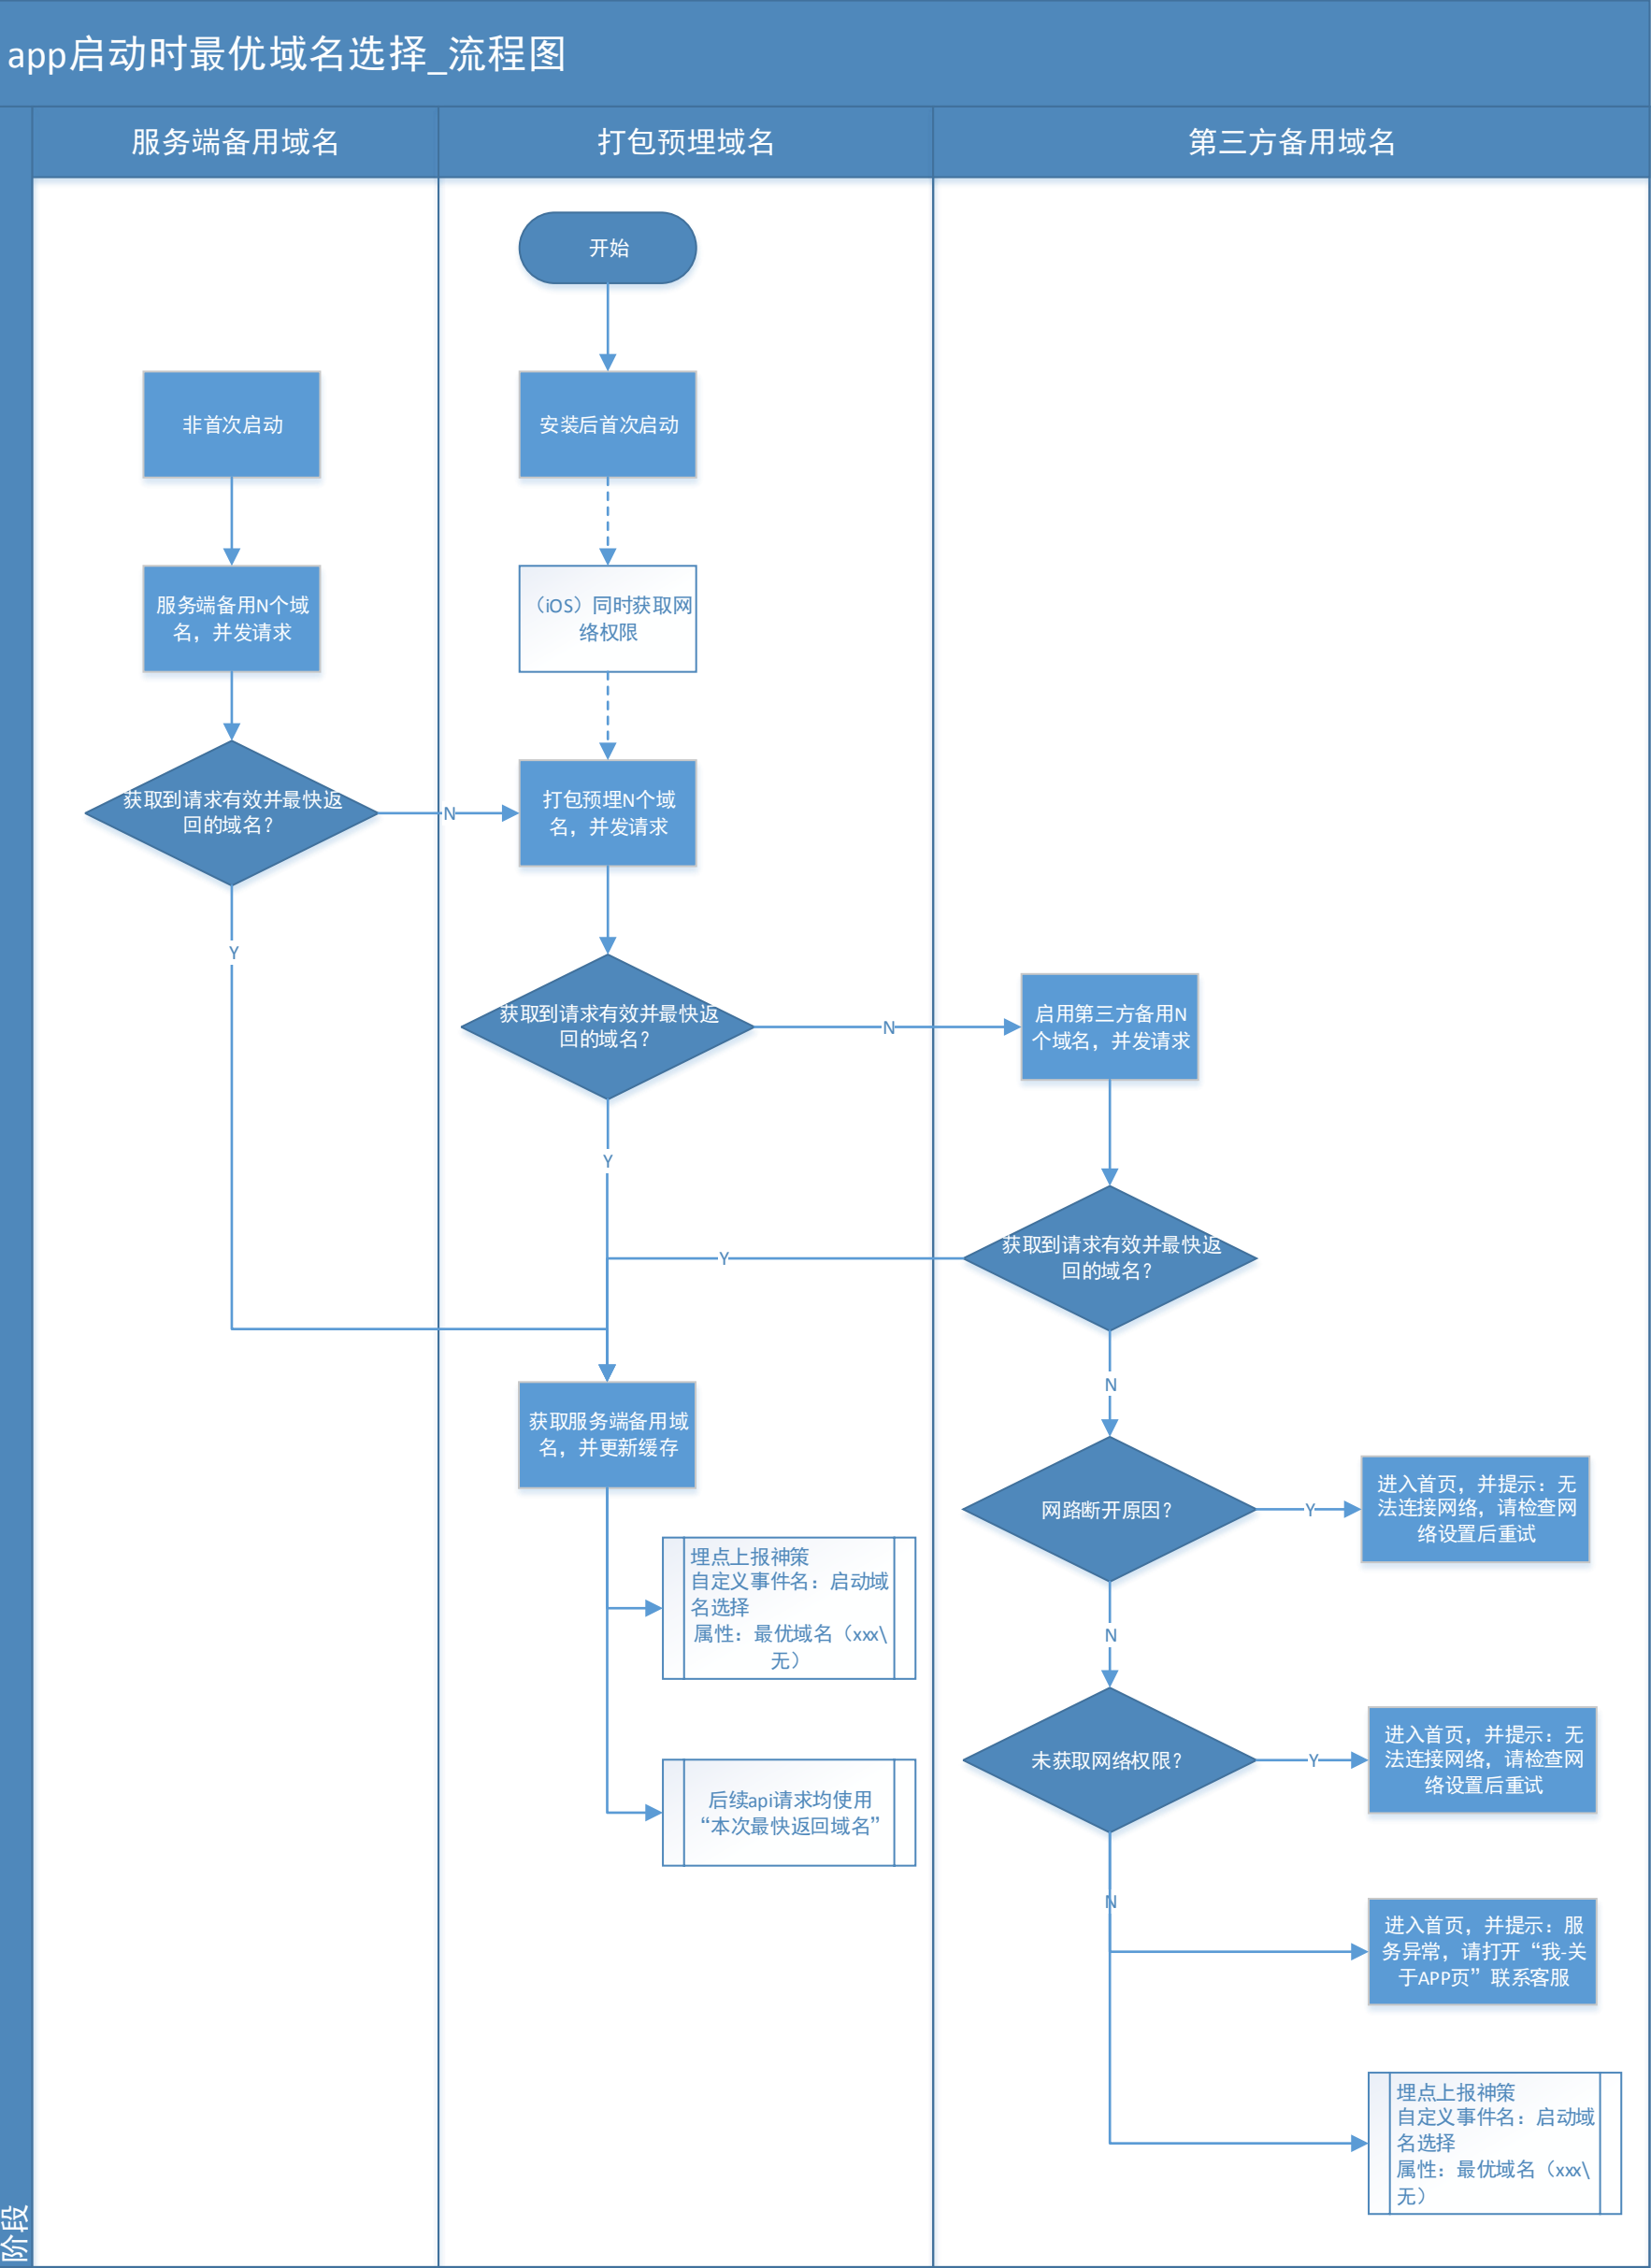 app启动时最优域名选择_流程图
服务端备用域名
打包预埋域名
第三方备用域名
开始
非首次启动
安装后首次启动
服务端备用N个域
名，并发请求
（iOS）同时获取网
络权限
获取到请求有效并最快返
回的域名？
N
打包预埋N个域
名，并发请求
Y
获取到请求有效并最快返
回的域名？
N
启用第三方备用N
个域名，并发请求
Y
获取到请求有效并最快返
回的域名？
Y
N
获取服务端备用域
名，并更新缓存
网路断开原因？
Y
进入首页，并提示：无
法连接网络，请检查网
络设置后重试
埋点上报神策
自定义事件名：启动域
名选择
属性：最优域名（xxx\
无）
N
未获取网络权限？
Y
进入首页，并提示：无
法连接网络，请检查网
络设置后重试
后续api请求均使用
“本次最快返回域名”
N
进入首页，并提示：服
务异常，请打开“我-关
于APP页”联系客服
埋点上报神策
自定义事件名：启动域
名选择
属性：最优域名（xxx\
无）
阶段